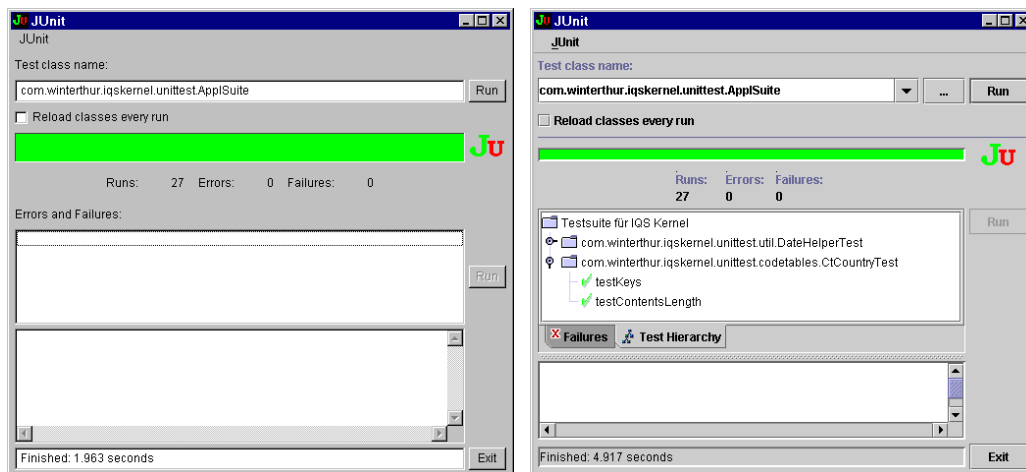 JUnit
JUnit
Test class name:
com.winterthur.iqskernel.unittest.ApplSuite
Run
Reload classes every run
JU
Runs: 27 Errors: 0 Failures: 0
Errors and Failures:
Run
Finished: 1.963 seconds
Exit
JUnit
JUnit
Test class name:
com.winterthur.iqskernel.unittest.ApplSuite
...
Run
Reload classes every run
JU
Runs: Errors: Failures:
27 0 0
Testsuite für IQS Kernel
Run
com.winterthur.iqskernel.unittest.util.DateHelperTest
com.winterthur.iqskernel.unittest.codetables.CtCountryTest
testKeys
testContentsLength
Failures Test Hierarchy
Finished: 4.917 seconds
Exit